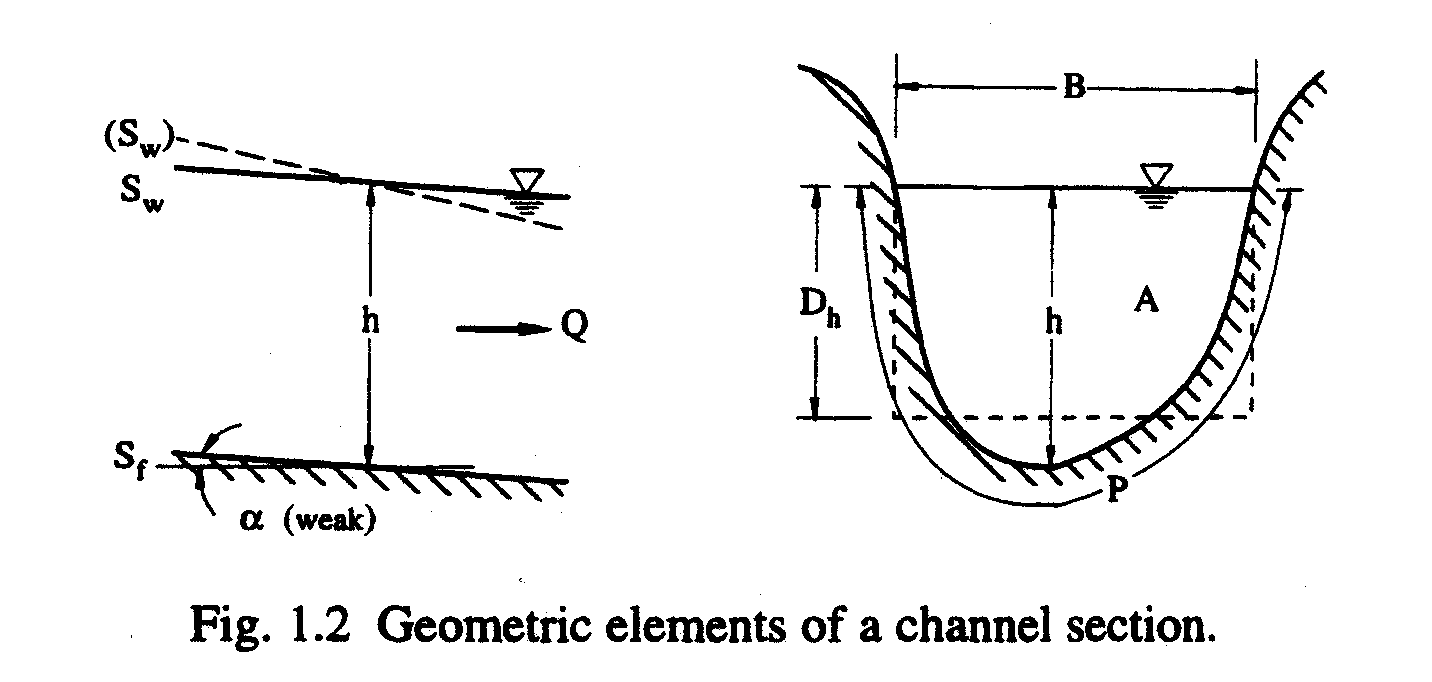 (S_w)
S_w
h
Q
S_f
α (weak)
B
D_h
h
A
P
Fig. 1.2 Geometric elements of a channel section.